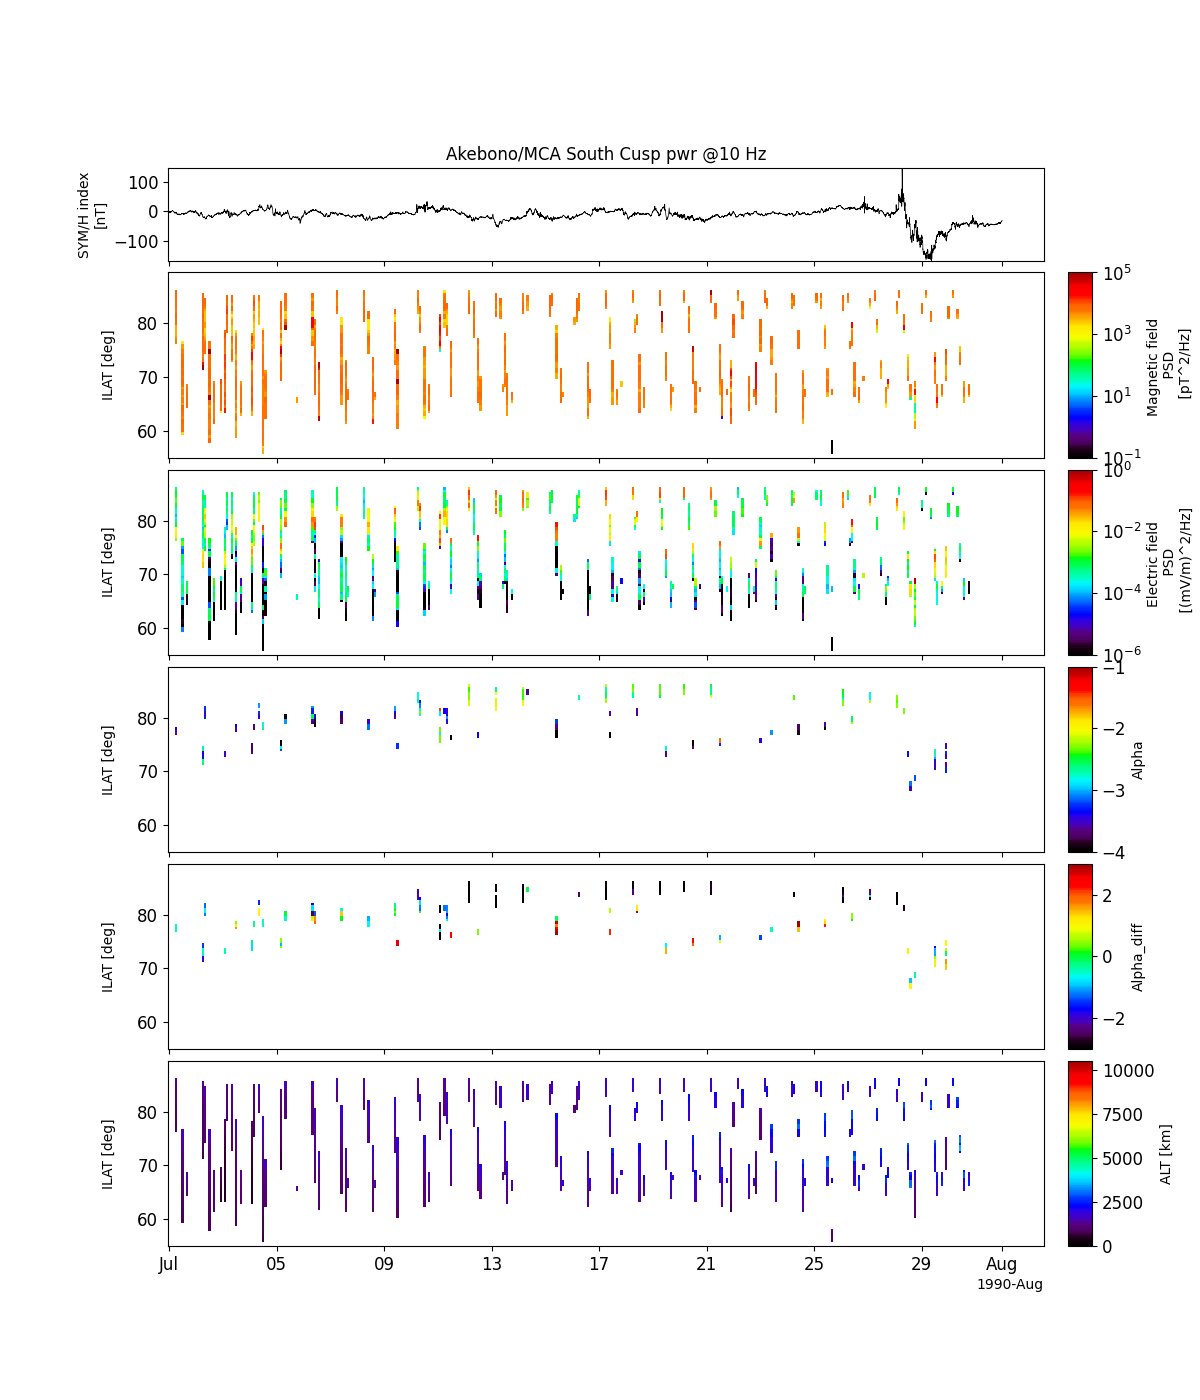 Akebono/MCA South Cusp pwr @10 Hz
SYM/H index
[nT]
100
0
−100
ILAT [deg]
80
70
60
10^5
10^3
10^1
10^-1
Magnetic field
PSD
[pT^2/Hz]
ILAT [deg]
80
70
60
10^0
10^-2
10^-4
10^-6
Electric field
PSD
[(mV/m)^2/Hz]
ILAT [deg]
80
70
60
−1
−2
−3
−4
Alpha
ILAT [deg]
80
70
60
2
0
−2
Alpha_diff
ILAT [deg]
80
70
60
10000
7500
5000
2500
0
ALT [km]
Jul 05 09 13 17 21 25 29 Aug
1990-Aug